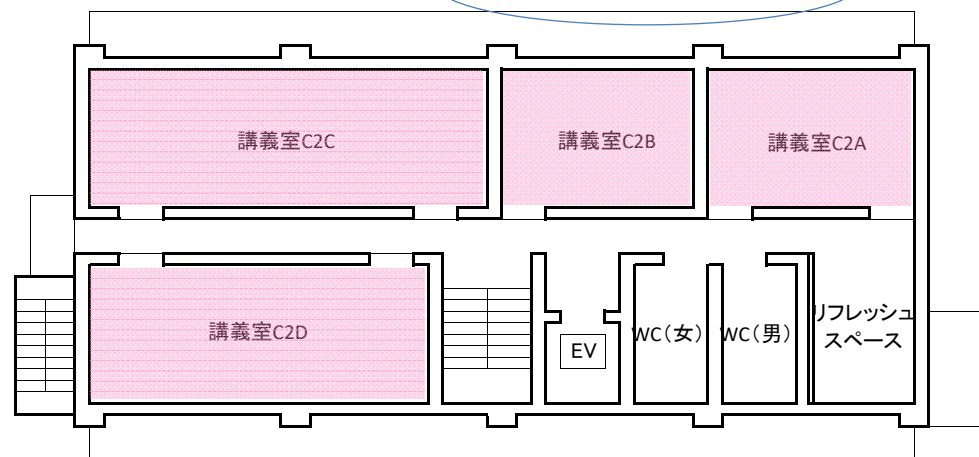 講義室C2C
講義室C2B
講義室C2A
講義室C2D
EV
WC(女)
WC(男)
リフレッシュ
スペース